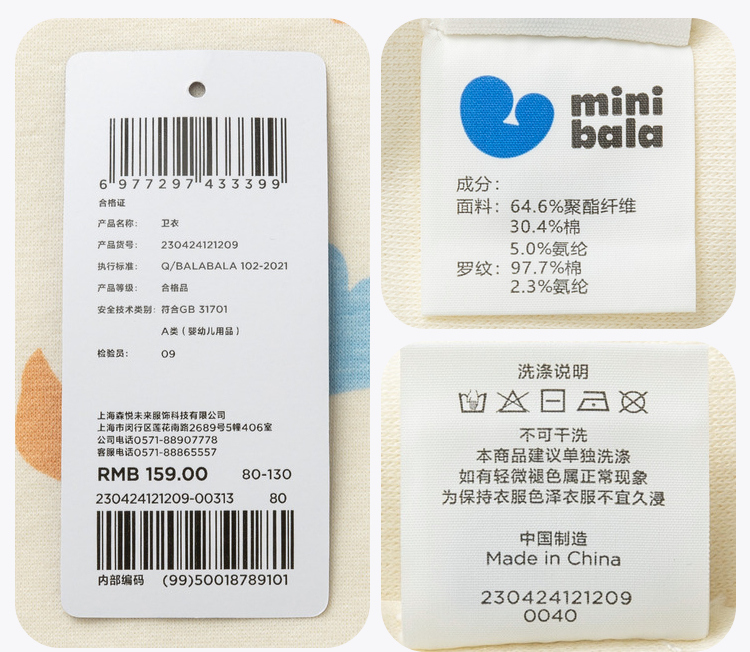 6 977297 433399
合格证
产品名称： 卫衣
产品货号： 230424121209
执行标准： Q/BALABALA 102-2021
产品等级： 合格品
安全技术类别： 符合GB 31701
A类（婴幼儿用品）
检验员： 09
上海森悦未来服饰科技有限公司
上海市闵行区莲花南路2689号5幢406室
公司电话0571-88907778
客服电话0571-88865557
RMB 159.00 80-130
230424121209-00313 80
内部编码 (99)50018789101
mini
bala
成分：
面料：64.6%聚酯纤维
30.4%棉
5.0%氨纶
罗纹：97.7%棉
2.3%氨纶
洗涤说明
不可干洗
本商品建议单独洗涤
如有轻微褪色属正常现象
为保持衣服色泽衣服不宜久浸
中国制造
Made in China
230424121209
0040